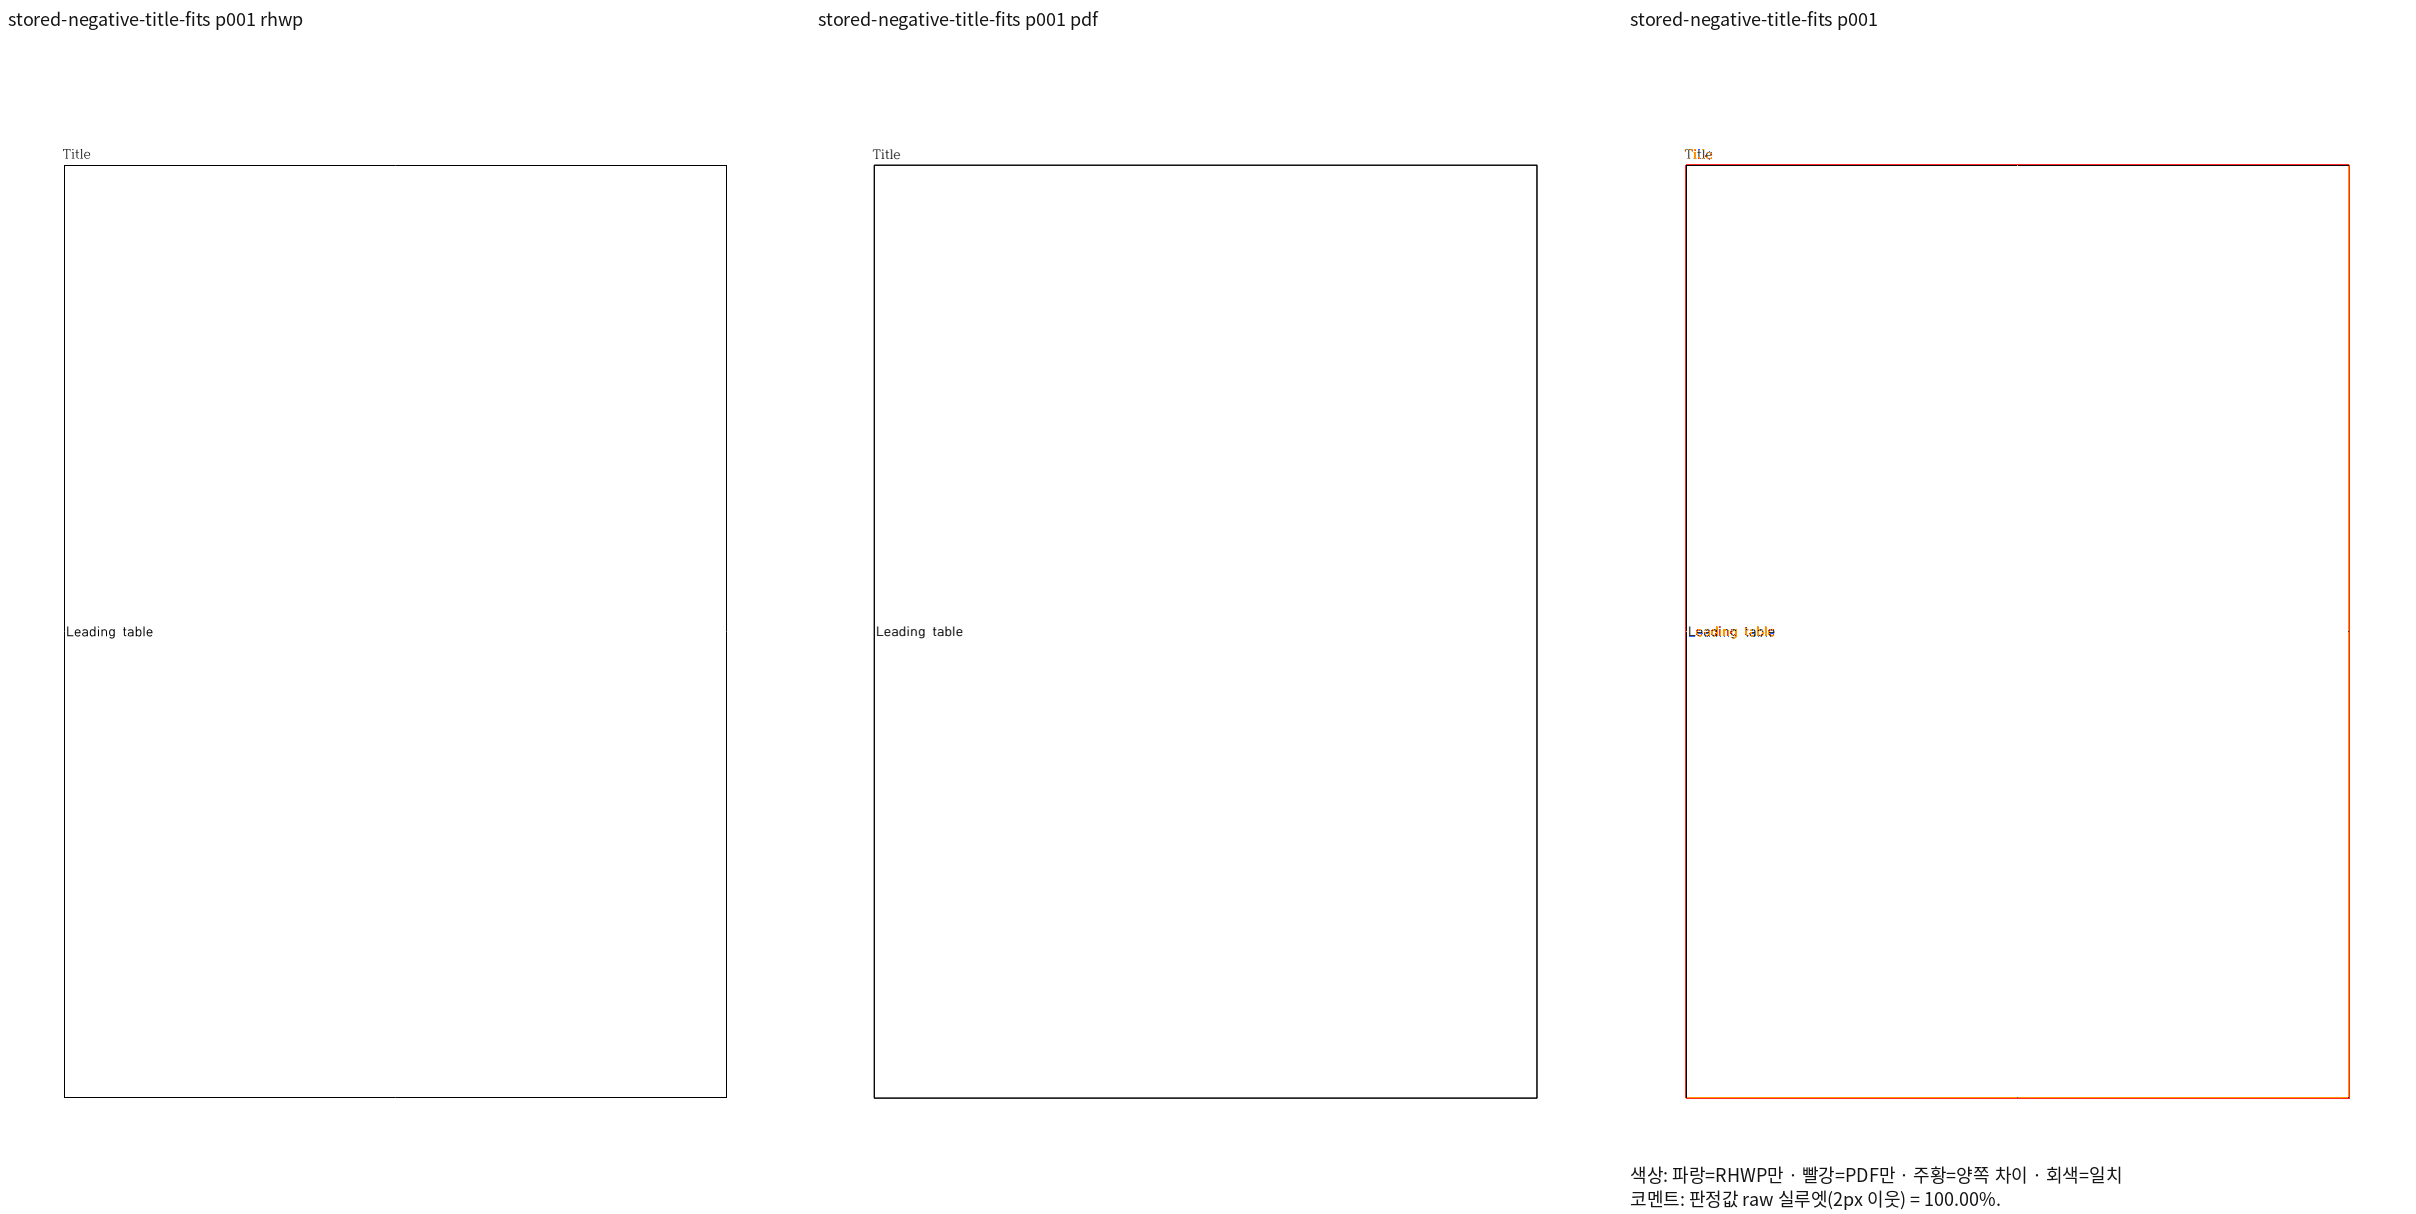 stored-negative-title-fits p001 rhwp
Title
Leading table
stored-negative-title-fits p001 pdf
Title
Leading table
stored-negative-title-fits p001
Title
Leading table
색상: 파랑=RHWP만 · 빨강=PDF만 · 주황=양쪽 차이 · 회색=일치
코멘트: 판정값 raw 실루엣(2px 이웃) = 100.00%.